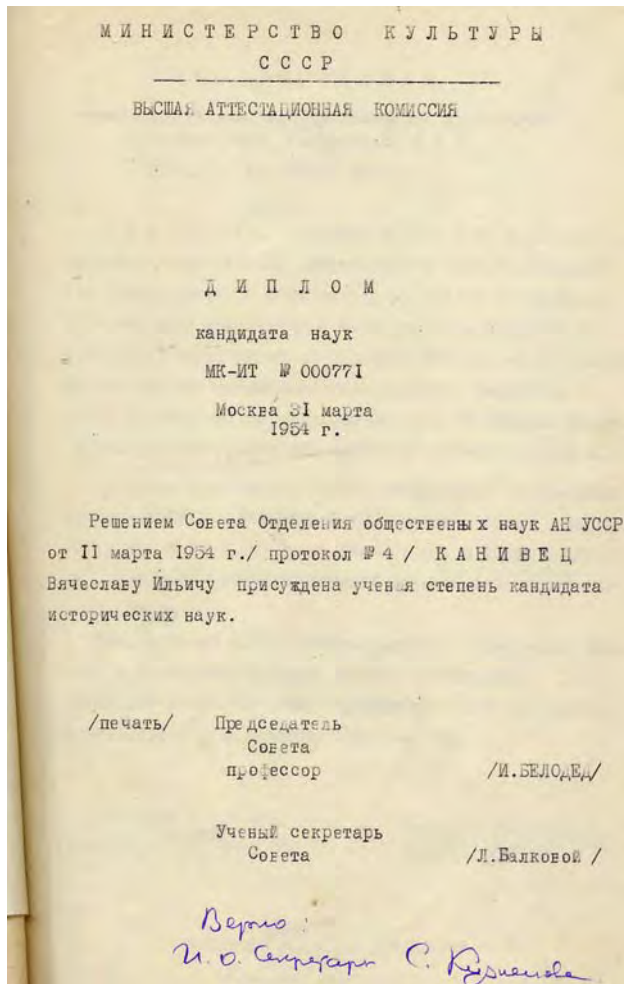 МИНИСТЕРСТВО КУЛЬТУРЫ
СССР
ВЫСШАЯ АТТЕСТАЦИОННАЯ КОМИССИЯ
ДИПЛОМ
кандидата наук
МК-ИТ № 000771
Москва 31 марта
1954 г.
Решением Совета Отделения общественных наук АН УССР
от II марта 1954 г./ протокол № 4 / КАНИВЕЦ
Вячеславу Ильичу присуждена ученая степень кандидата
исторических наук.
/печать/ Председатель
Совета
профессор /И.БЕЛОДЕД/
Ученый секретарь
Совета /Л.Балковой /
Верно :
И. о. Секретаря С. Кузнецова